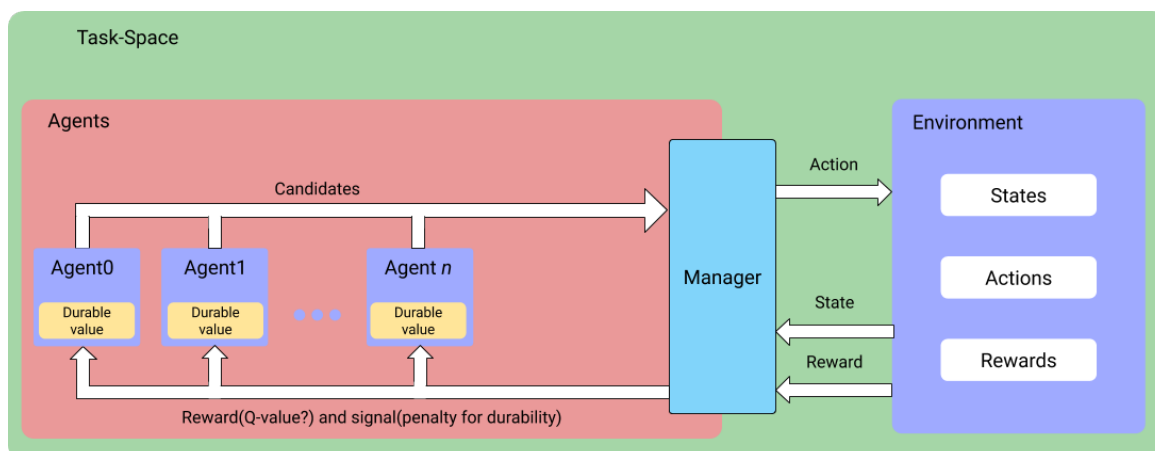 Task-Space
Agents
Environment
Candidates
Action
States
Agent0
Agent1
Agent n
Manager
Actions
Durable
value
Durable
value
Durable
value
State
Reward
Rewards
Reward(Q-value?) and signal(penalty for durability)